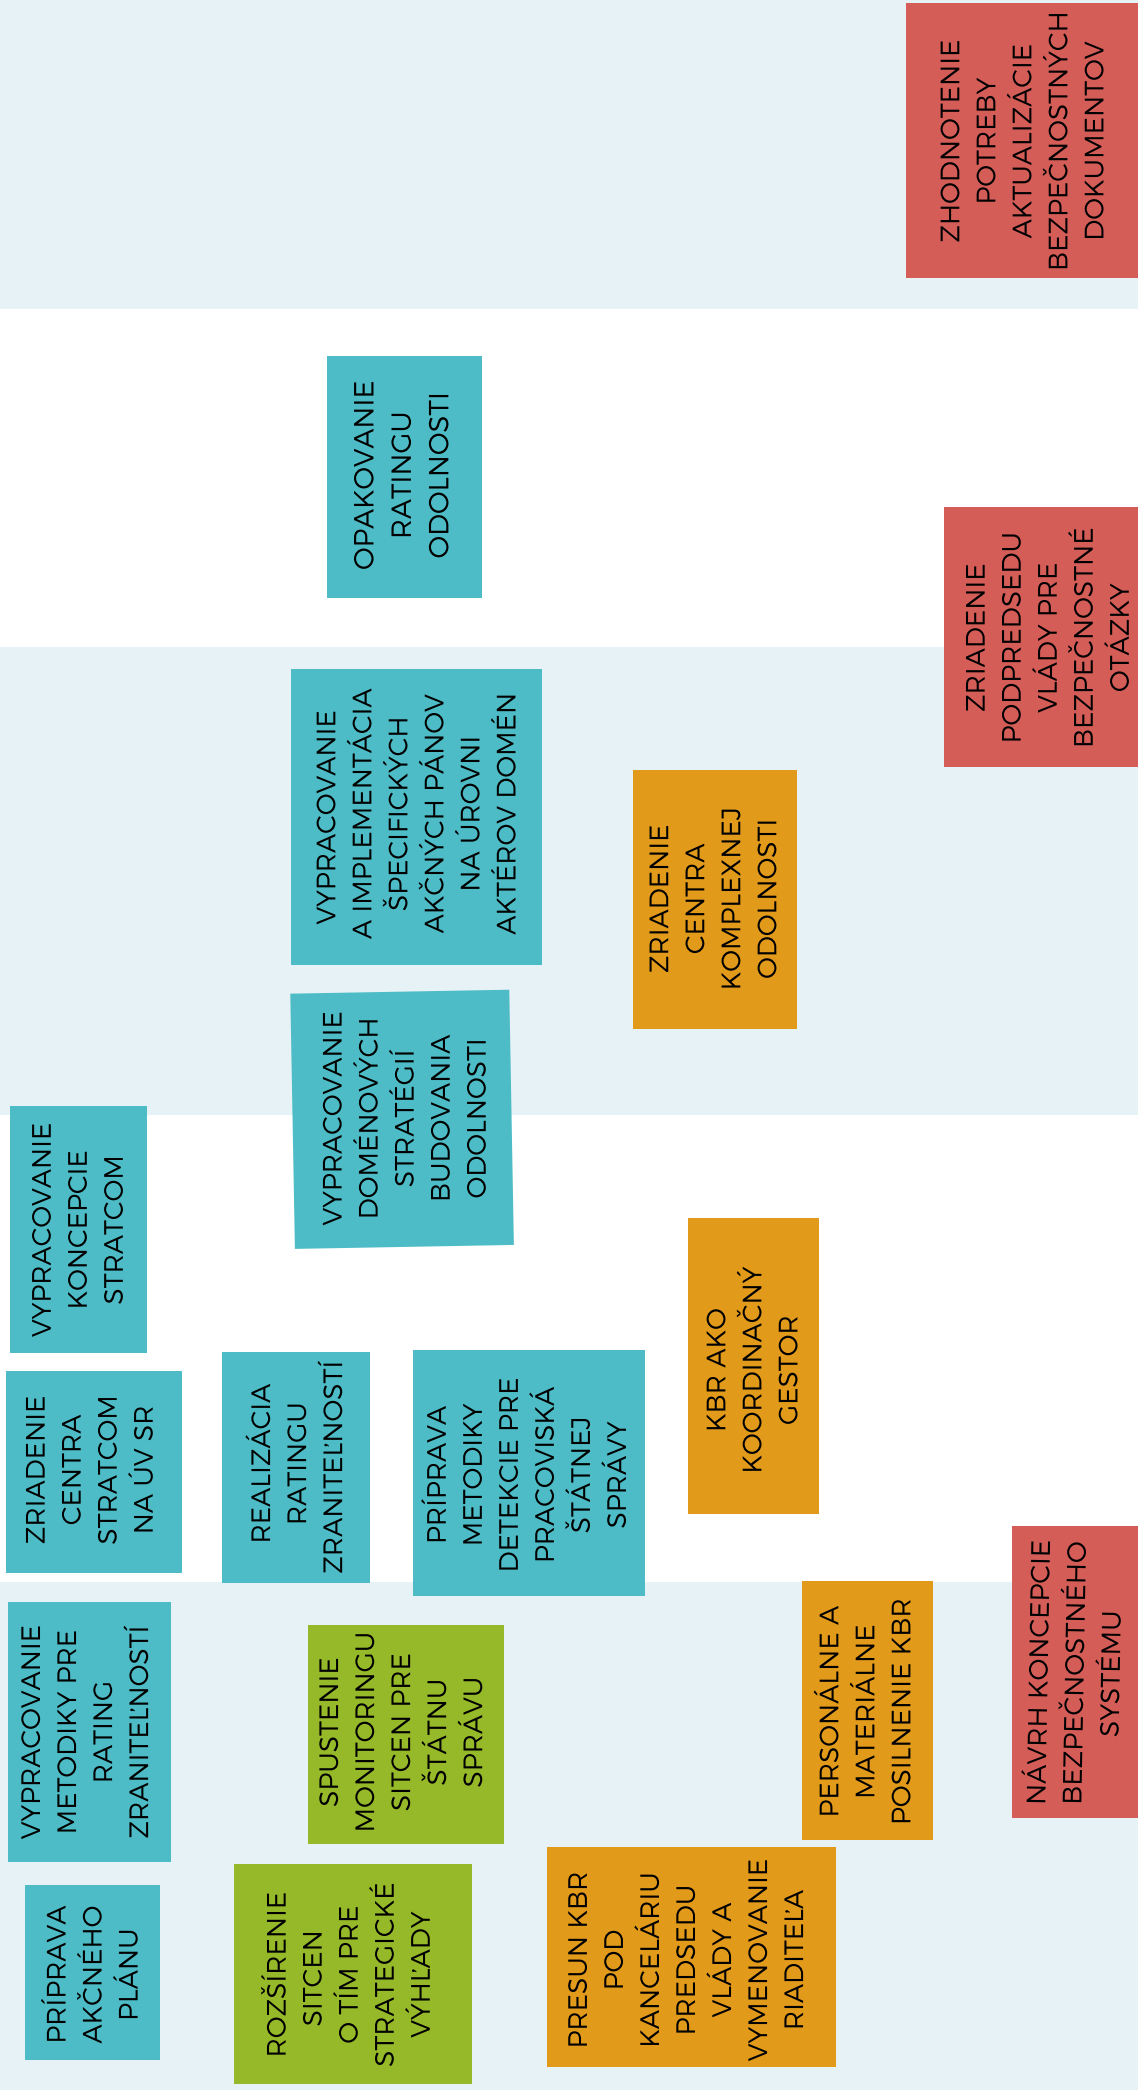 PRÍPRAVA
AKČNÉHO
PLÁNU
VYPRACOVANIE
METODIKY PRE
RATING
ZRANITEĽNOSTÍ
ZRIADENIE
CENTRA
STRATCOM
NA ÚV SR
VYPRACOVANIE
KONCEPCIE
STRATCOM
ROZŠÍRENIE
SITCEN
O TÍM PRE
STRATEGICKÉ
VÝHĽADY
SPUSTENIE
MONITORINGU
SITCEN PRE
ŠTÁTNU
SPRÁVU
REALIZÁCIA
RATINGU
ZRANITEĽNOSTÍ
PRÍPRAVA
METODIKY
DETEKCIE PRE
PRACOVISKÁ
ŠTÁTNEJ
SPRÁVY
VYPRACOVANIE
DOMÉNOVÝCH
STRATÉGIÍ
BUDOVANIA
ODOLNOSTI
VYPRACOVANIE
A IMPLEMENTÁCIA
ŠPECIFICKÝCH
AKČNÝCH PÁNOV
NA ÚROVNI
AKTÉROV DOMÉN
OPAKOVANIE
RATINGU
ODOLNOSTI
PRESUN KBR
POD
KANCELÁRIU
PREDSEDU
VLÁDY A
VYMENOVANIE
RIADITEĽA
PERSONÁLNE A
MATERIÁLNE
POSILNENIE KBR
KBR AKO
KOORDINAČNÝ
GESTOR
ZRIADENIE
CENTRA
KOMPLEXNEJ
ODOLNOSTI
NÁVRH KONCEPCIE
BEZPEČNOSTNÉHO
SYSTÉMU
ZRIADENIE
PODPREDSEDU
VLÁDY PRE
BEZPEČNOSTNÉ
OTÁZKY
ZHODNOTENIE
POTREBY
AKTUALIZÁCIE
BEZPEČNOSTNÝCH
DOKUMENTOV